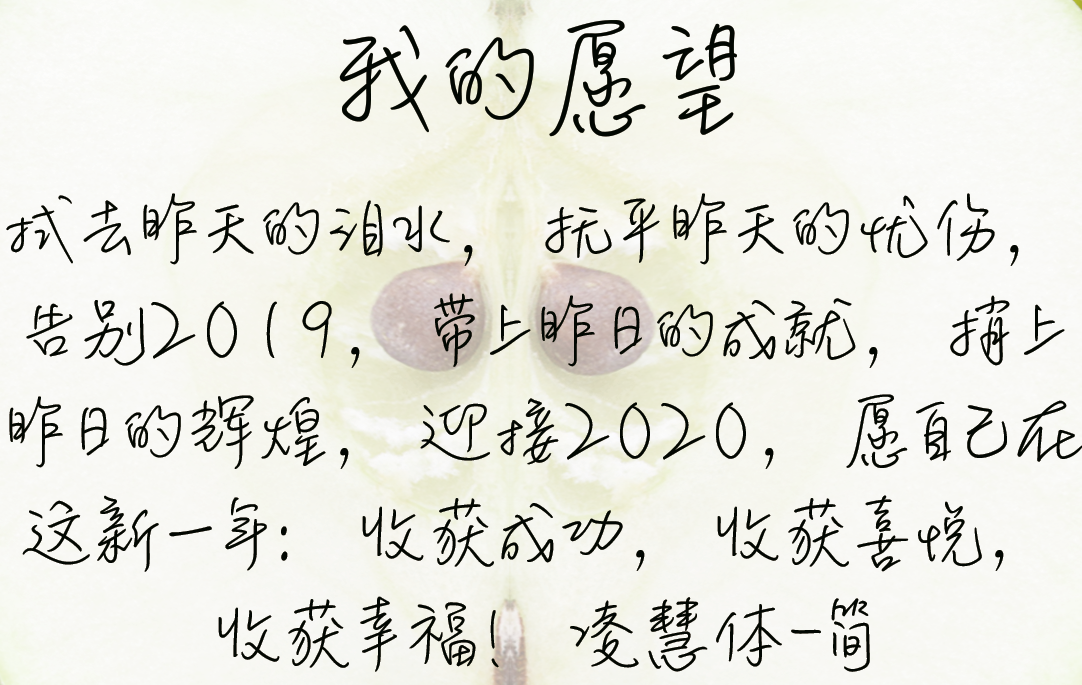 我的愿望
拭去昨天的泪水，抚平昨天的忧伤，
告别2019，带上昨日的成就，捎上
昨日的辉煌，迎接2020，愿自己在
这新一年：收获成功，收获喜悦，
收获幸福！凌慧体—简